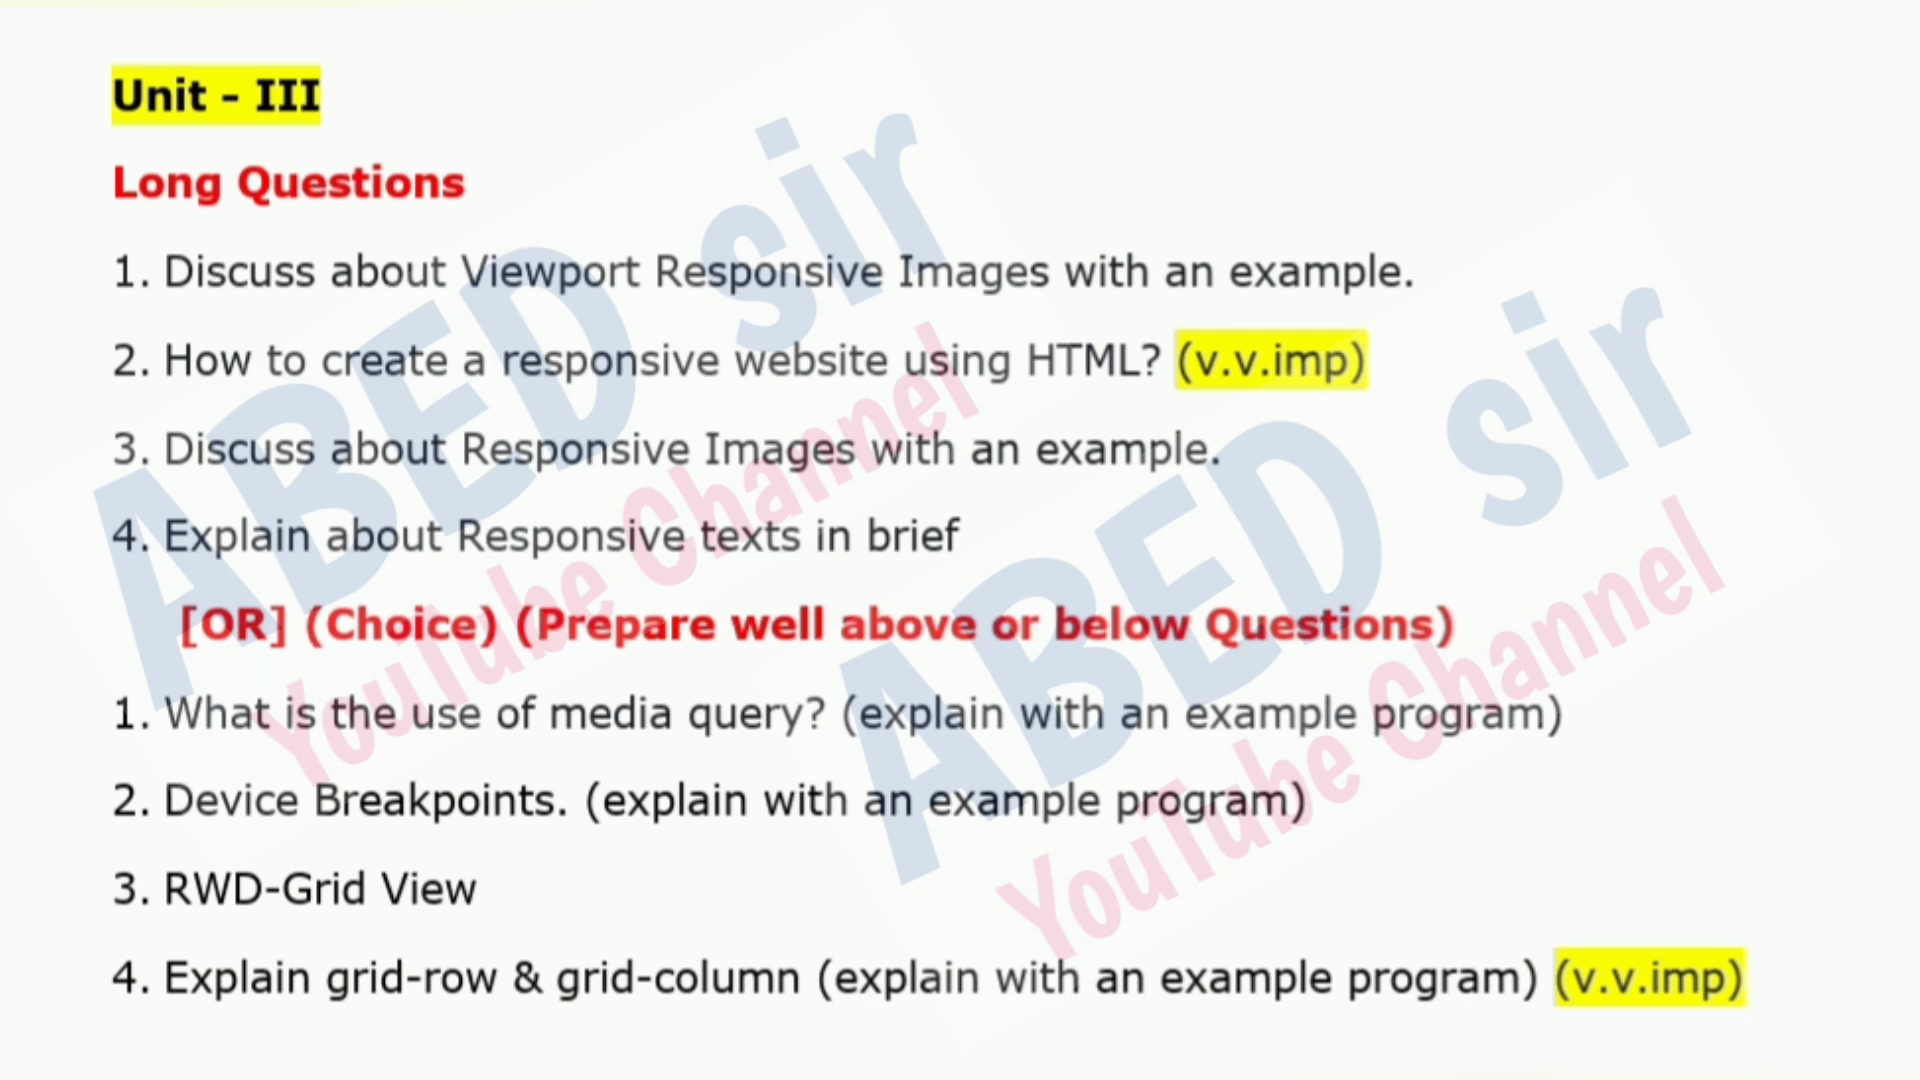 Unit - III
Long Questions
1. Discuss about Viewport Responsive Images with an example.
2. How to create a responsive website using HTML? (v.v.imp)
3. Discuss about Responsive Images with an example.
4. Explain about Responsive texts in brief
[OR] (Choice) (Prepare well above or below Questions)
1. What is the use of media query? (explain with an example program)
2. Device Breakpoints. (explain with an example program)
3. RWD-Grid View
4. Explain grid-row & grid-column (explain with an example program) (v.v.imp)
ABED sir
YouTube Channel
ABED sir
YouTube Channel